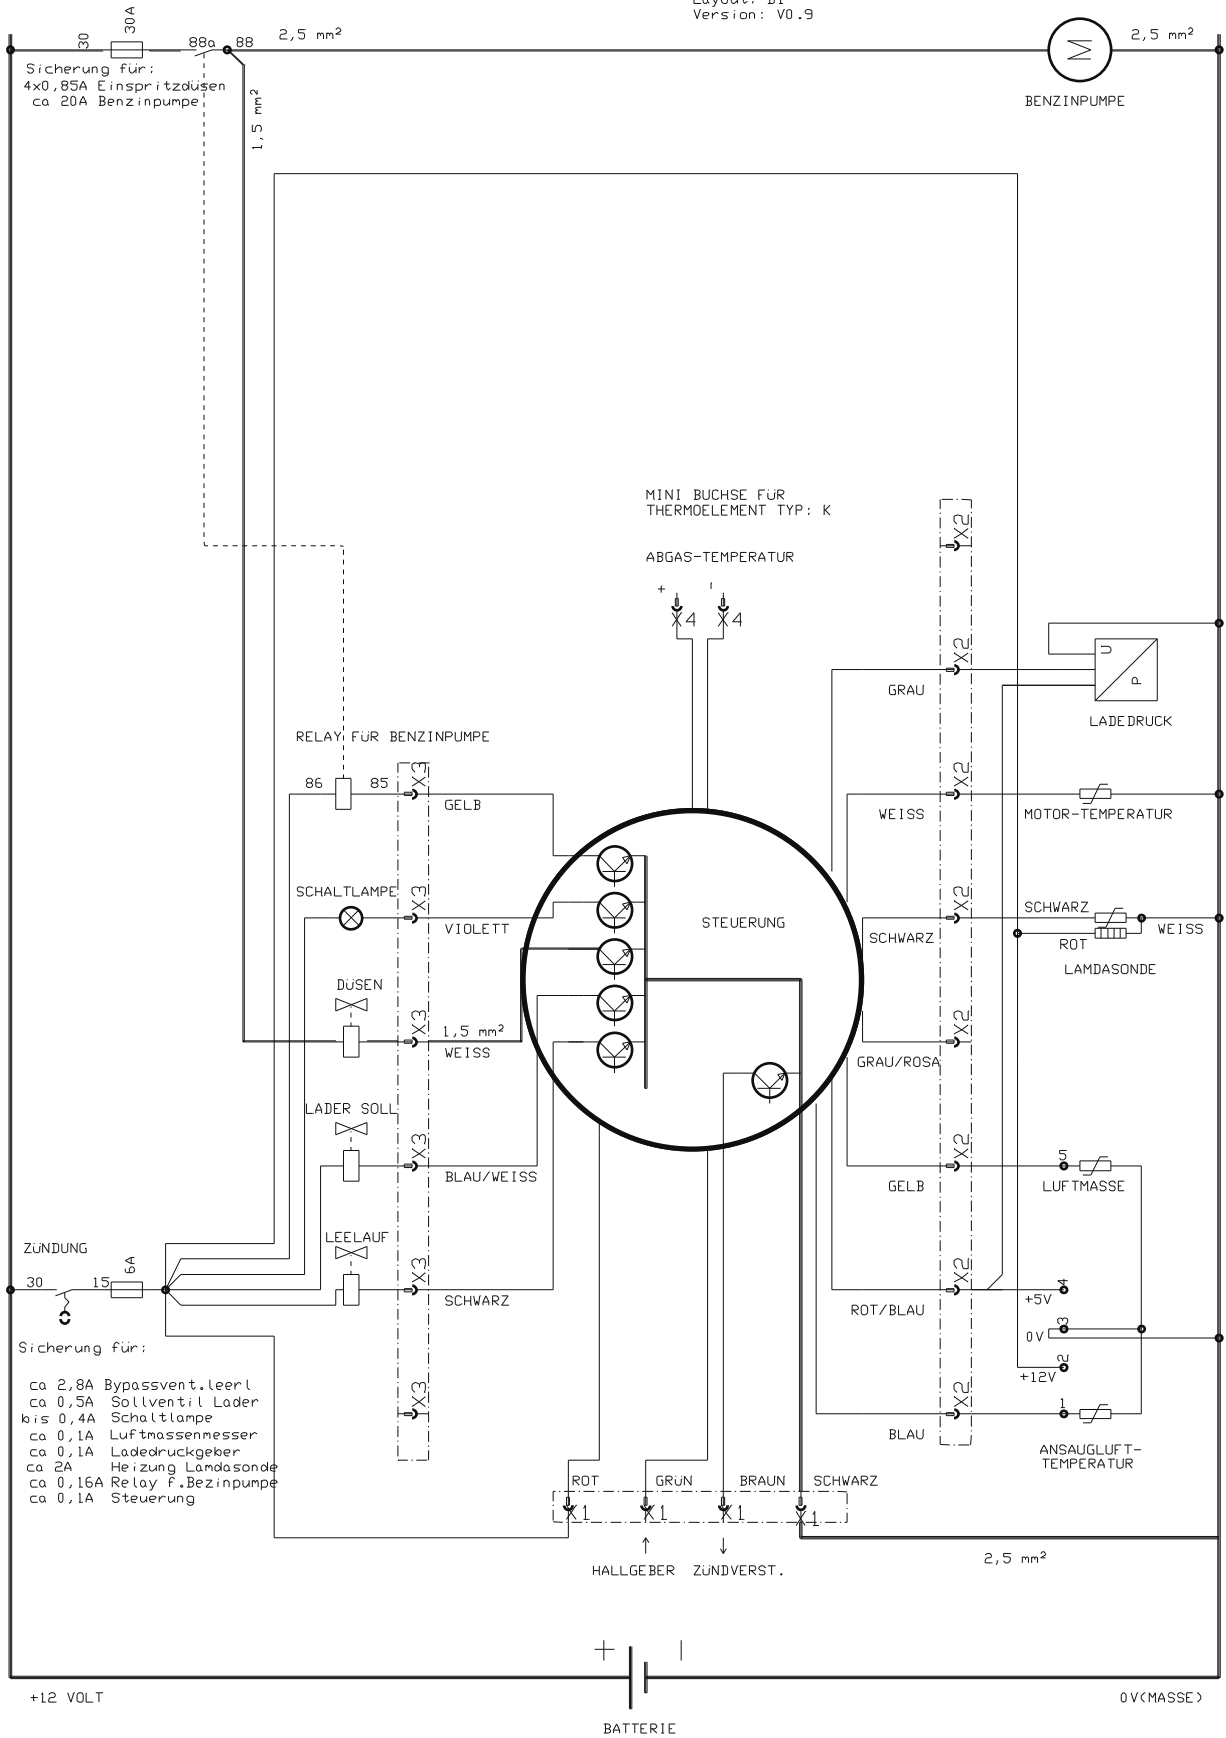 Version: V0.9
30
30A
88a
88
2,5 mm²
M
2,5 mm²
Sicherung für:
4x0,85A Einspritzdüsen
ca 20A Benzinpumpe
1,5 mm²
BENZINPUMPE
MINI BUCHSE FÜR
THERMOELEMENT TYP: K
ABGAS-TEMPERATUR
+
-
X4
X4
X2
X2
GRAU
U
P
LADEDRUCK
RELAY FÜR BENZINPUMPE
86
85
X3
GELB
X2
WEISS
MOTOR-TEMPERATUR
SCHALTLAMPE
X3
VIOLETT
STEUERUNG
X2
SCHWARZ
SCHWARZ
ROT
WEISS
LAMDASONDE
DÜSEN
X3
1,5 mm²
WEISS
X2
GRAU/ROSA
LADER SOLL
X3
BLAU/WEISS
X2
GELB
5
LUFTMASSE
ZÜNDUNG
30
15
6A
LEELAUF
X3
SCHWARZ
X2
ROT/BLAU
4
+5V
3
0V
2
+12V
Sicherung für:
ca 2,8A Bypassvent.leerl
ca 0,5A Sollventil Lader
bis 0,4A Schaltlampe
ca 0,1A Luftmassenmesser
ca 0,1A Ladedruckgeber
ca 2A Heizung Lamdasonde
ca 0,16A Relay f.Bezinpumpe
ca 0,1A Steuerung
X3
X2
BLAU
1
ANSAUGLUFT-
TEMPERATUR
ROT
GRÜN
BRAUN
SCHWARZ
X1
X1
X1
X1
HALLGEBER
ZÜNDVERST.
2,5 mm²
+
-
+12 VOLT
0V(MASSE)
BATTERIE